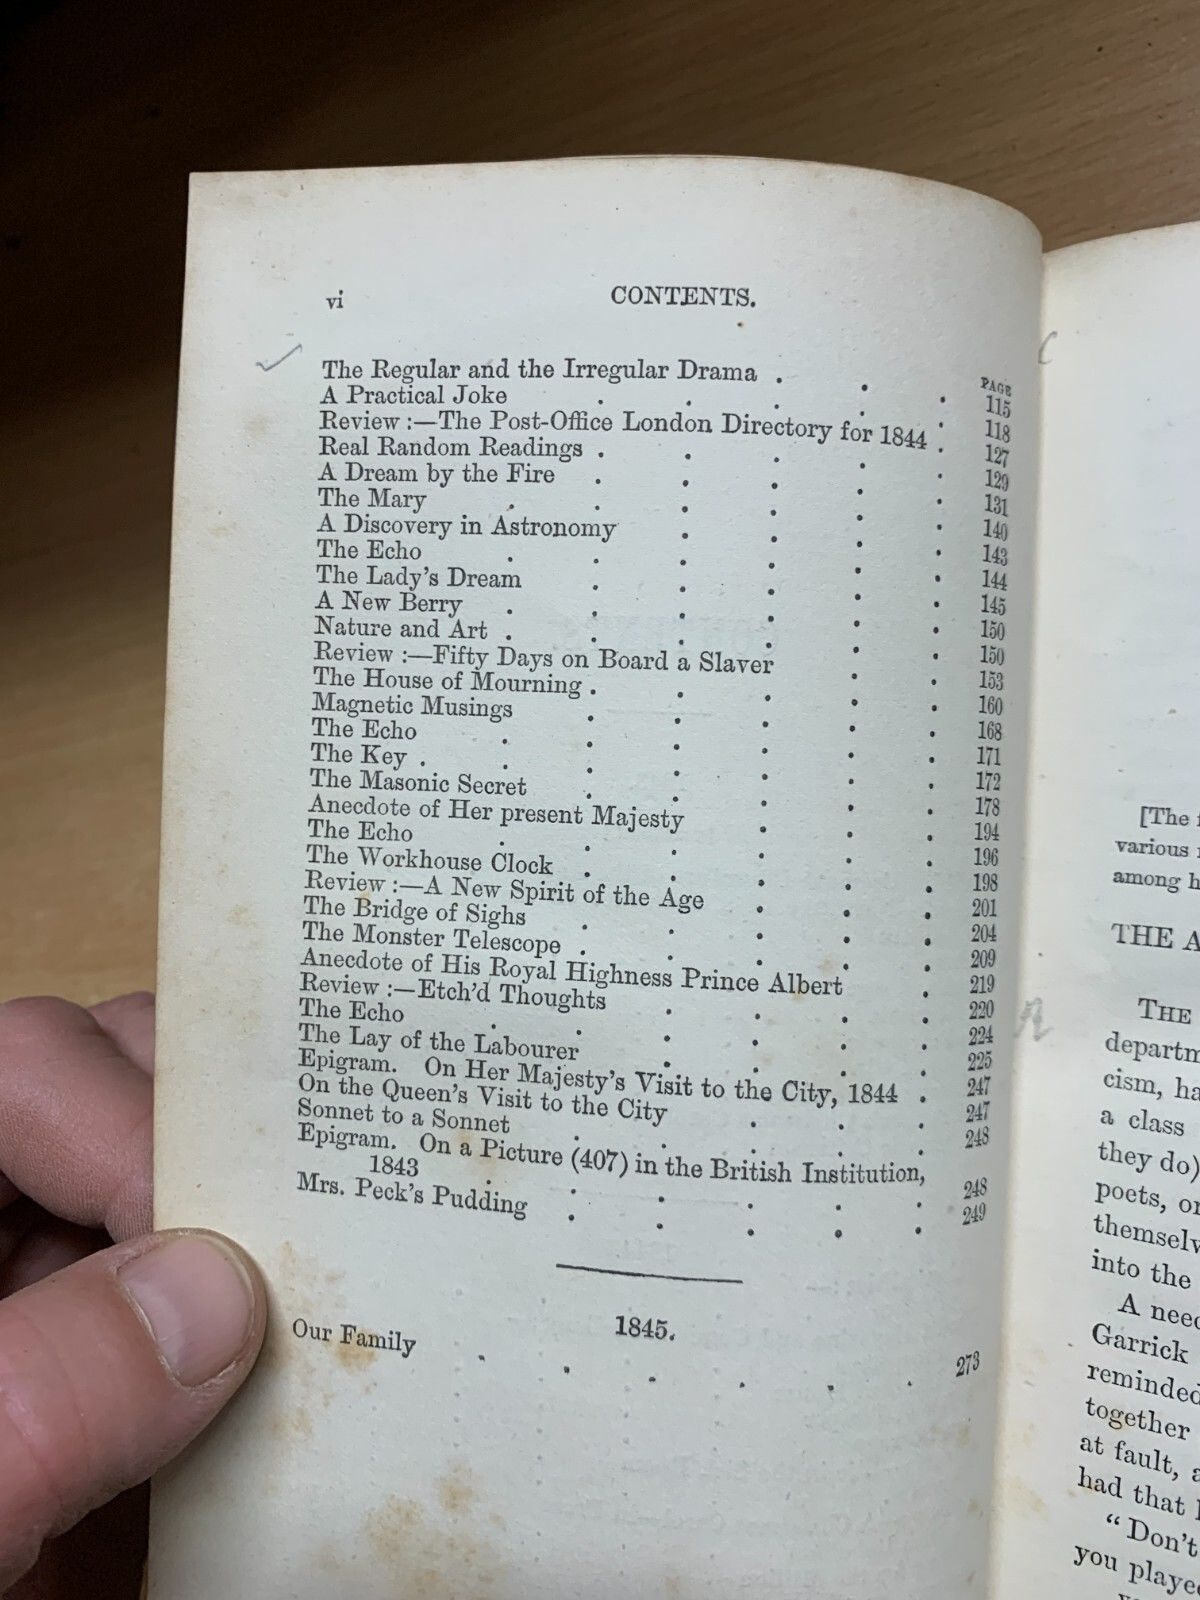 vi CONTENTS.
PAGE
The Regular and the Irregular Drama . . . 115
A Practical Joke . . . . . 118
Review :—The Post-Office London Directory for 1844 . 127
Real Random Readings . . . . . 129
A Dream by the Fire . . . . . 131
The Mary . . . . . . 140
A Discovery in Astronomy . . . . 143
The Echo . . . . . . 144
The Lady's Dream . . . . . 145
A New Berry . . . . . . 150
Nature and Art . . . . . . 150
Review :—Fifty Days on Board a Slaver . . 153
The House of Mourning . . . . . 160
Magnetic Musings . . . . . 168
The Echo . . . . . . 171
The Key . . . . . . . 172
The Masonic Secret . . . . . 178
Anecdote of Her present Majesty . . . 194
The Echo . . . . . . 196
The Workhouse Clock . . . . . 198
Review :—A New Spirit of the Age . . . 201
The Bridge of Sighs . . . . . 204
The Monster Telescope . . . . . 209
Anecdote of His Royal Highness Prince Albert . 219
Review :—Etch'd Thoughts . . . . 220
The Echo . . . . . . 224
The Lay of the Labourer . . . . 225
Epigram. On Her Majesty's Visit to the City, 1844 . 247
On the Queen's Visit to the City . . . 247
Sonnet to a Sonnet . . . . . 248
Epigram. On a Picture (407) in the British Institution,
1843 . . . . . . 248
Mrs. Peck's Pudding . . . . . 249
1845.
Our Family . . . . . . 273
[The
various
among
THE
THE
departm
cism, ha
a class
they do)
poets, or
themselv
into the
A need
Garrick
reminded
together
at fault, a
had that
"Don't
you played